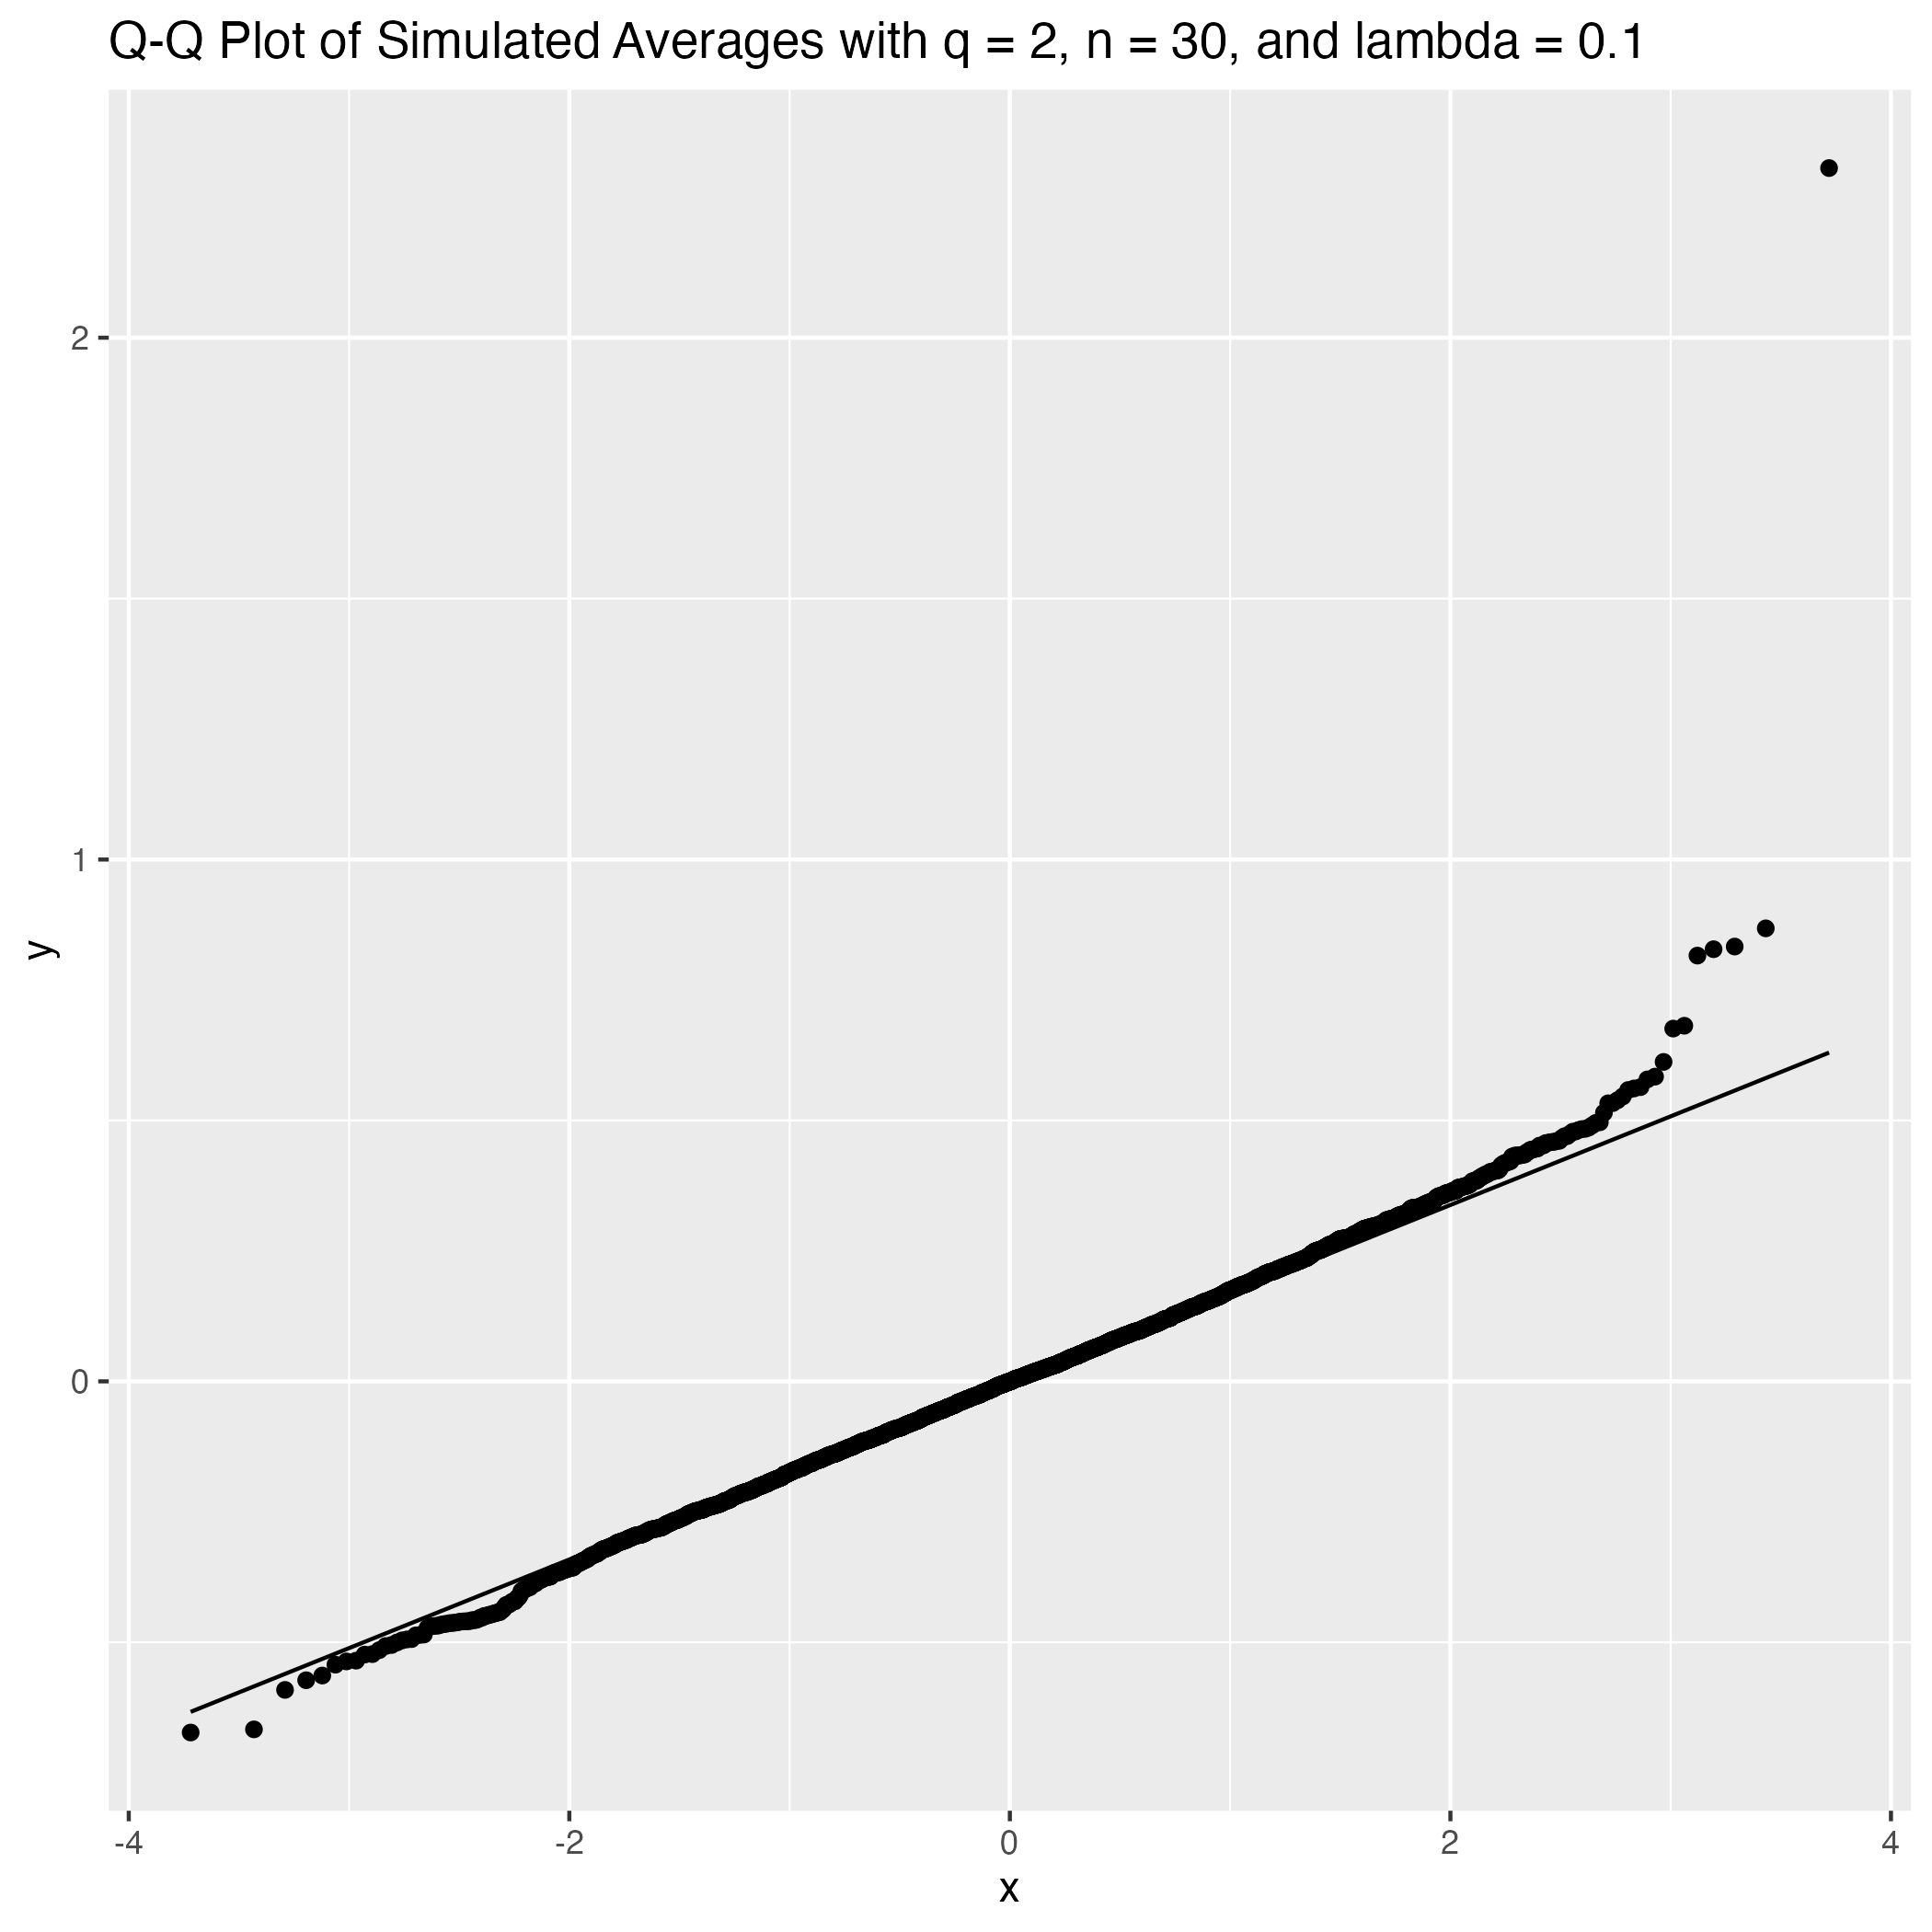 Q-Q Plot of Simulated Averages with q = 2, n = 30, and lambda = 0.1
2
1
0
y
-4
-2
0
2
4
x